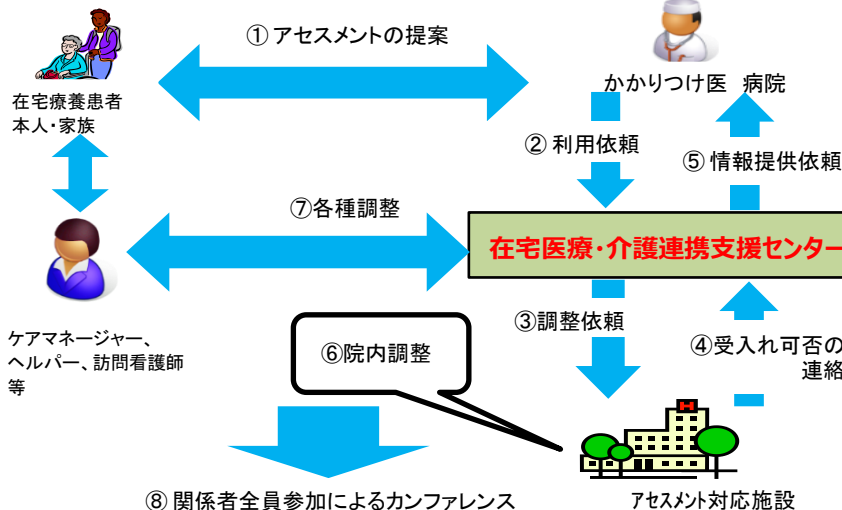 ①アセスメントの提案
在宅療養患者
本人・家族
かかりつけ医 病院
②利用依頼
⑤情報提供依頼
⑦各種調整
在宅医療・介護連携支援センター
③調整依頼
④受入れ可否の
連絡
ケアマネージャー、
ヘルパー、訪問看護師
等
⑥院内調整
H
⑧関係者全員参加によるカンファレンス
アセスメント対応施設